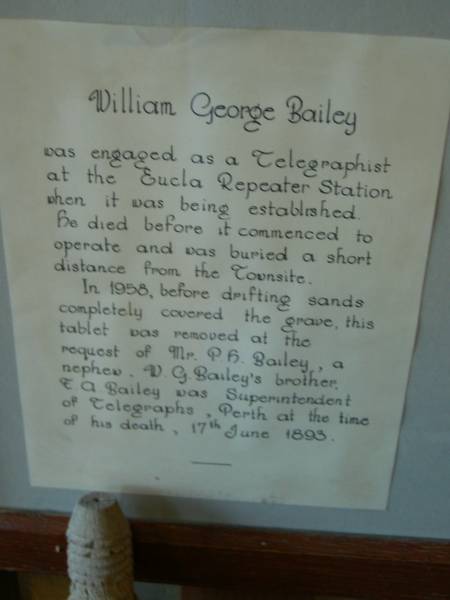 William George Bailey
was engaged as a Telegraphist
at the Eucla Repeater Station
when it was being established.
He died before it commenced to
operate and was buried a short
distance from the Townsite.
In 1958, before drifting sands
completely covered the grave, this
tablet was removed at the
request of Mr. P. H. Bailey, a
nephew. W. G. Bailey's brother,
F A Bailey was Superintendent
of Telegraphs, Perth at the time
of his death, 17th June 1893.